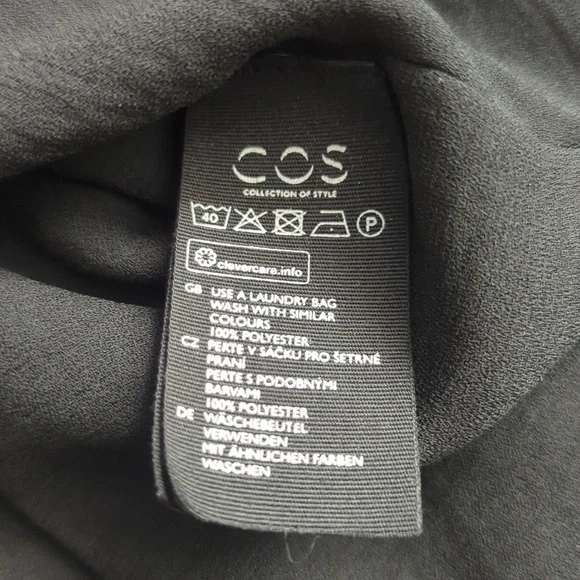 COS
COLLECTION OF STYLE
40 P
clevercare.info
GB USE A LAUNDRY BAG
WASH WITH SIMILAR
COLOURS
100% POLYESTER
CZ PERTE V SÁČKU PRO ŠETRNÉ
PRANÍ
PERTE S PODOBNÝMI
BARVAMI
100% POLYESTER
DE WÄSCHEBEUTEL
VERWENDEN
MIT ÄHNLICHEN FARBEN
WASCHEN